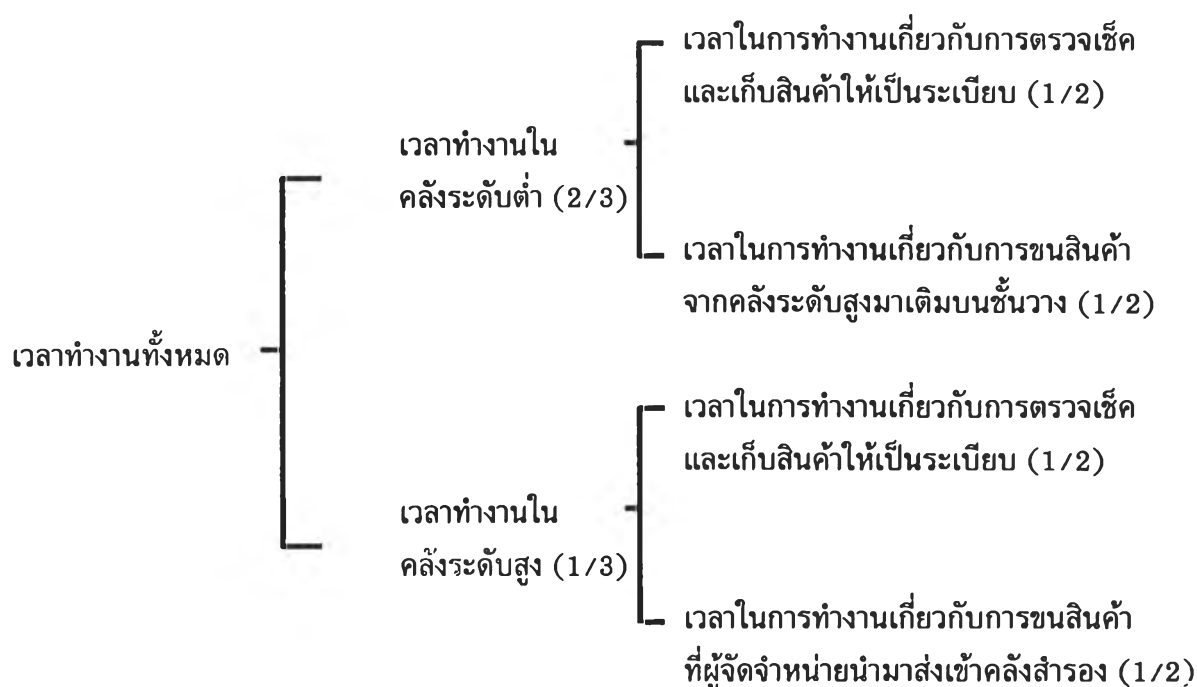 เวลาในการทำงานเกี่ยวกับการตรวจเช็ค
และเก็บสินค้าให้เป็นระเบียบ (1/2)
เวลาทำงานใน
คลังระดับต่ำ (2/3)
เวลาในการทำงานเกี่ยวกับการขนสินค้า
จากคลังระดับสูงมาเติมบนชั้นวาง (1/2)
เวลาทำงานทั้งหมด
เวลาในการทำงานเกี่ยวกับการตรวจเช็ค
และเก็บสินค้าให้เป็นระเบียบ (1/2)
เวลาทำงานใน
คลังระดับสูง (1/3)
เวลาในการทำงานเกี่ยวกับการขนสินค้า
ที่ผู้จัดจำหน่ายนำมาส่งเข้าคลังสำรอง (1/2)